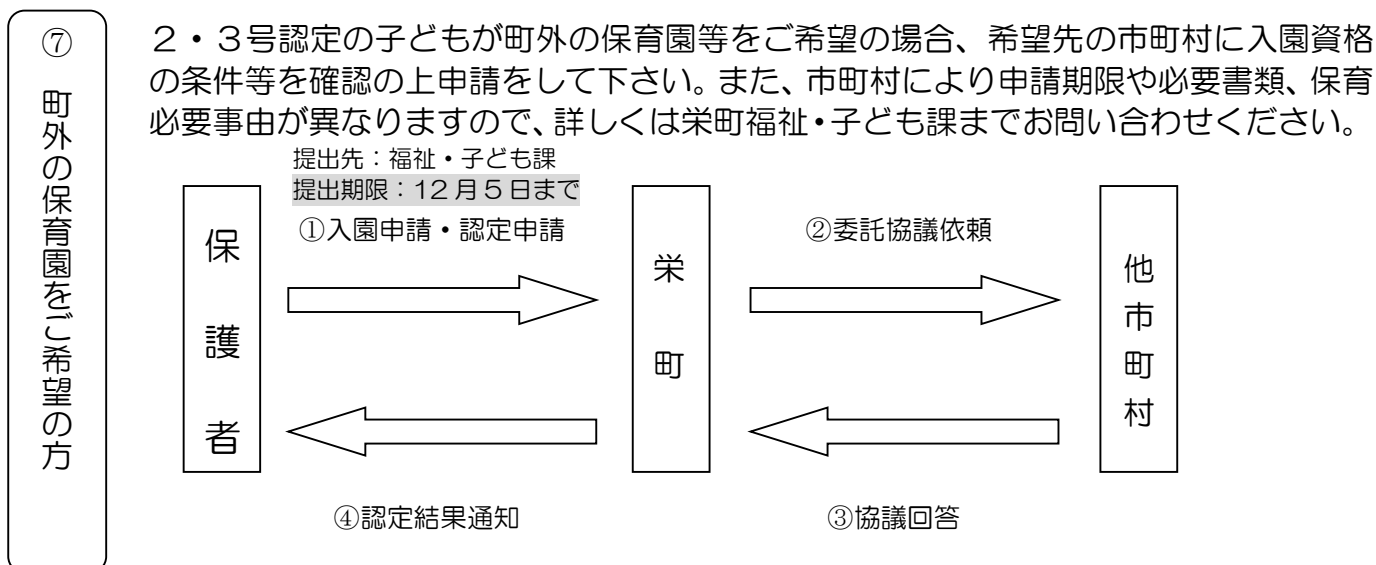 ⑦ 町外の保育園をご希望の方
２・３号認定の子どもが町外の保育園等をご希望の場合、希望先の市町村に入園資格
の条件等を確認の上申請をして下さい。また、市町村により申請期限や必要書類、保育
必要事由が異なりますので、詳しくは栄町福祉・子ども課までお問い合わせください。
提出先：福祉・子ども課
提出期限：12月５日まで
①入園申請・認定申請
②委託協議依頼
保護者
栄町
他市町村
④認定結果通知
③協議回答